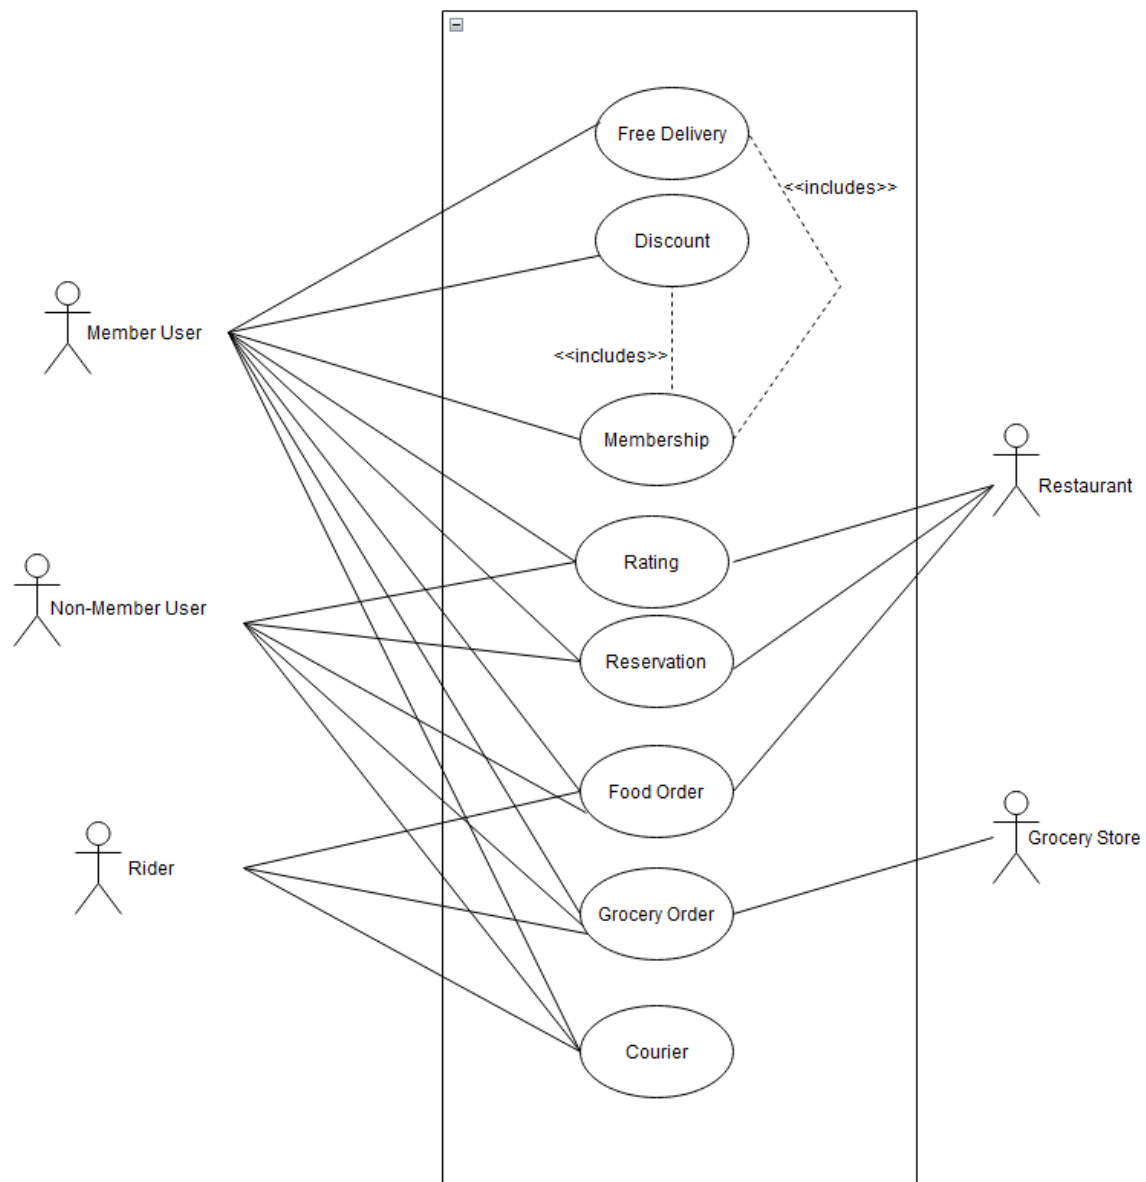 Free Delivery
<<includes>>
Discount
Member User
<<includes>>
Membership
Restaurant
Rating
Non-Member User
Reservation
Food Order
Grocery Store
Rider
Grocery Order
Courier